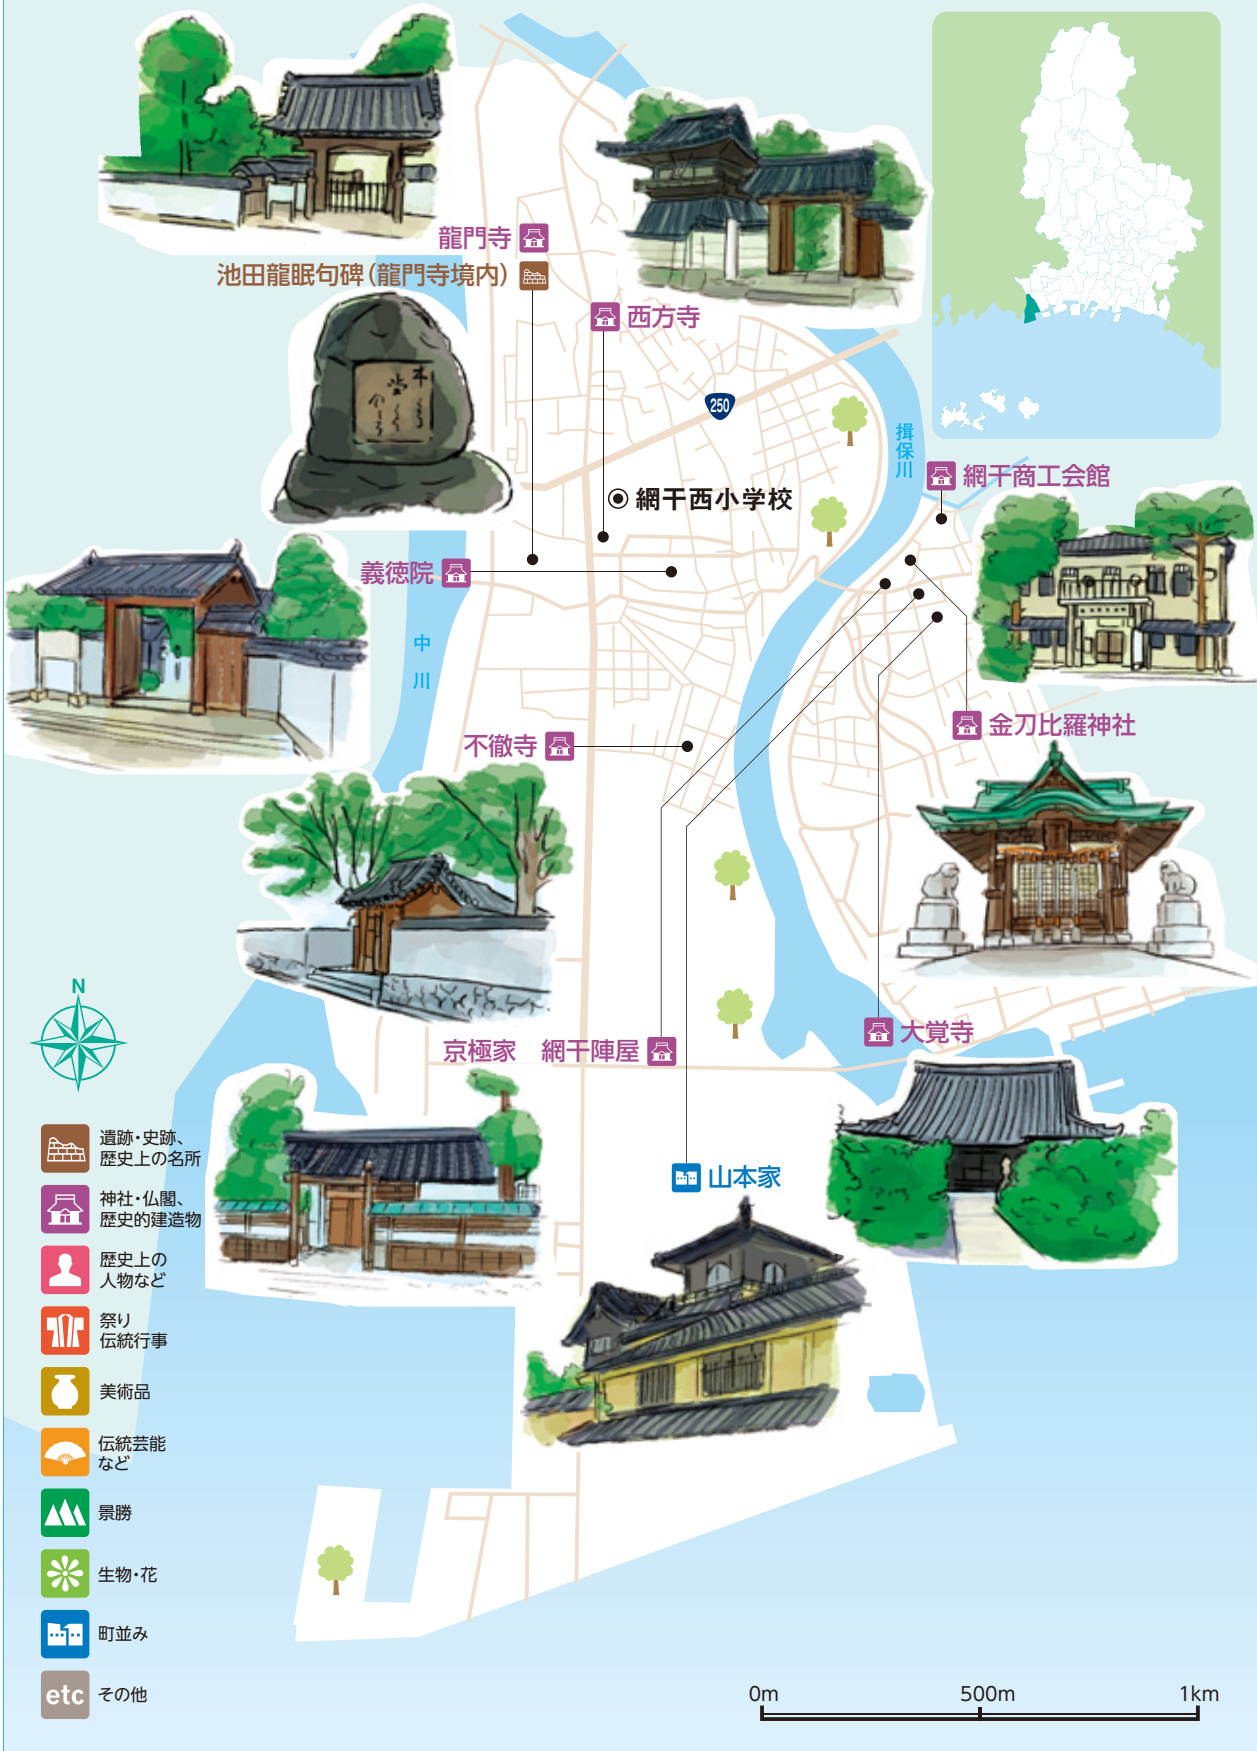 龍門寺
池田龍眠句碑（龍門寺境内）
西方寺
250
揖保川
網干商工会館
網干西小学校
義徳院
中川
不徹寺
金刀比羅神社
N
大覚寺
京極家　網干陣屋
山本家
遺跡・史跡、
歴史上の名所
神社・仏閣、
歴史的建造物
歴史上の
人物など
祭り
伝統行事
美術品
伝統芸能
など
景勝
生物・花
町並み
etc その他
0m 500m 1km